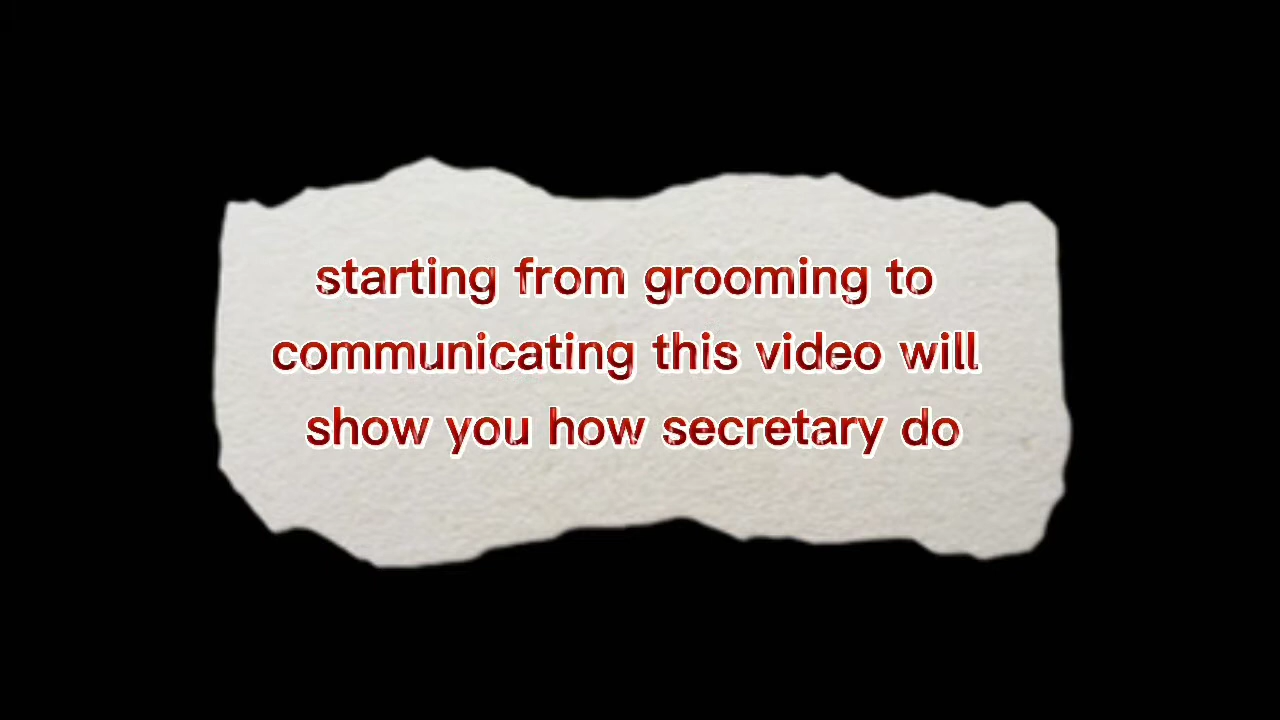 starting from grooming to
communicating this video will
show you how secretary do